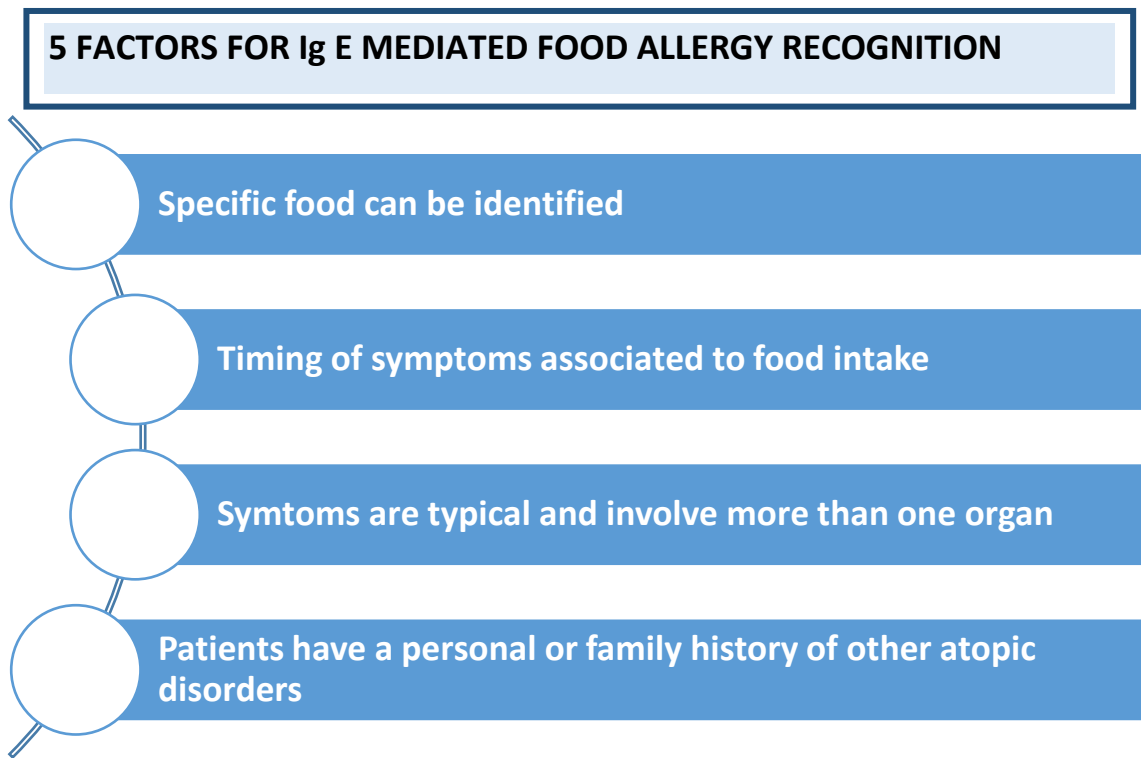 5 FACTORS FOR Ig E MEDIATED FOOD ALLERGY RECOGNITION
Specific food can be identified
Timing of symptoms associated to food intake
Symtoms are typical and involve more than one organ
Patients have a personal or family history of other atopic
disorders